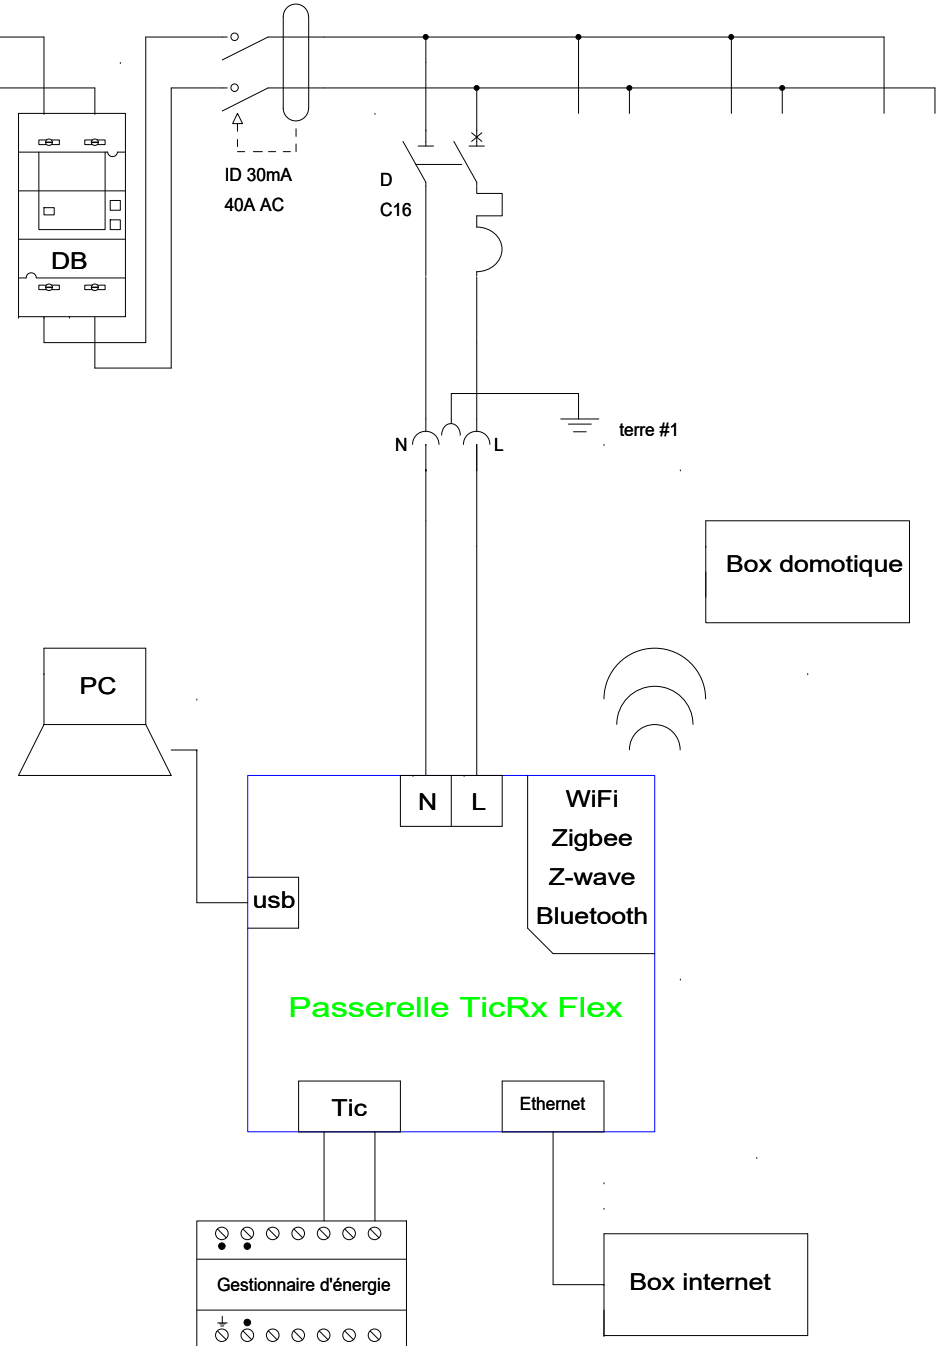 ID 30mA
40A AC
D
C16
DB
N
L
terre #1
Box domotique
PC
N
L
WiFi
Zigbee
Z-wave
Bluetooth
usb
Passerelle TicRx Flex
Tic
Ethernet
Gestionnaire d'énergie
Box internet